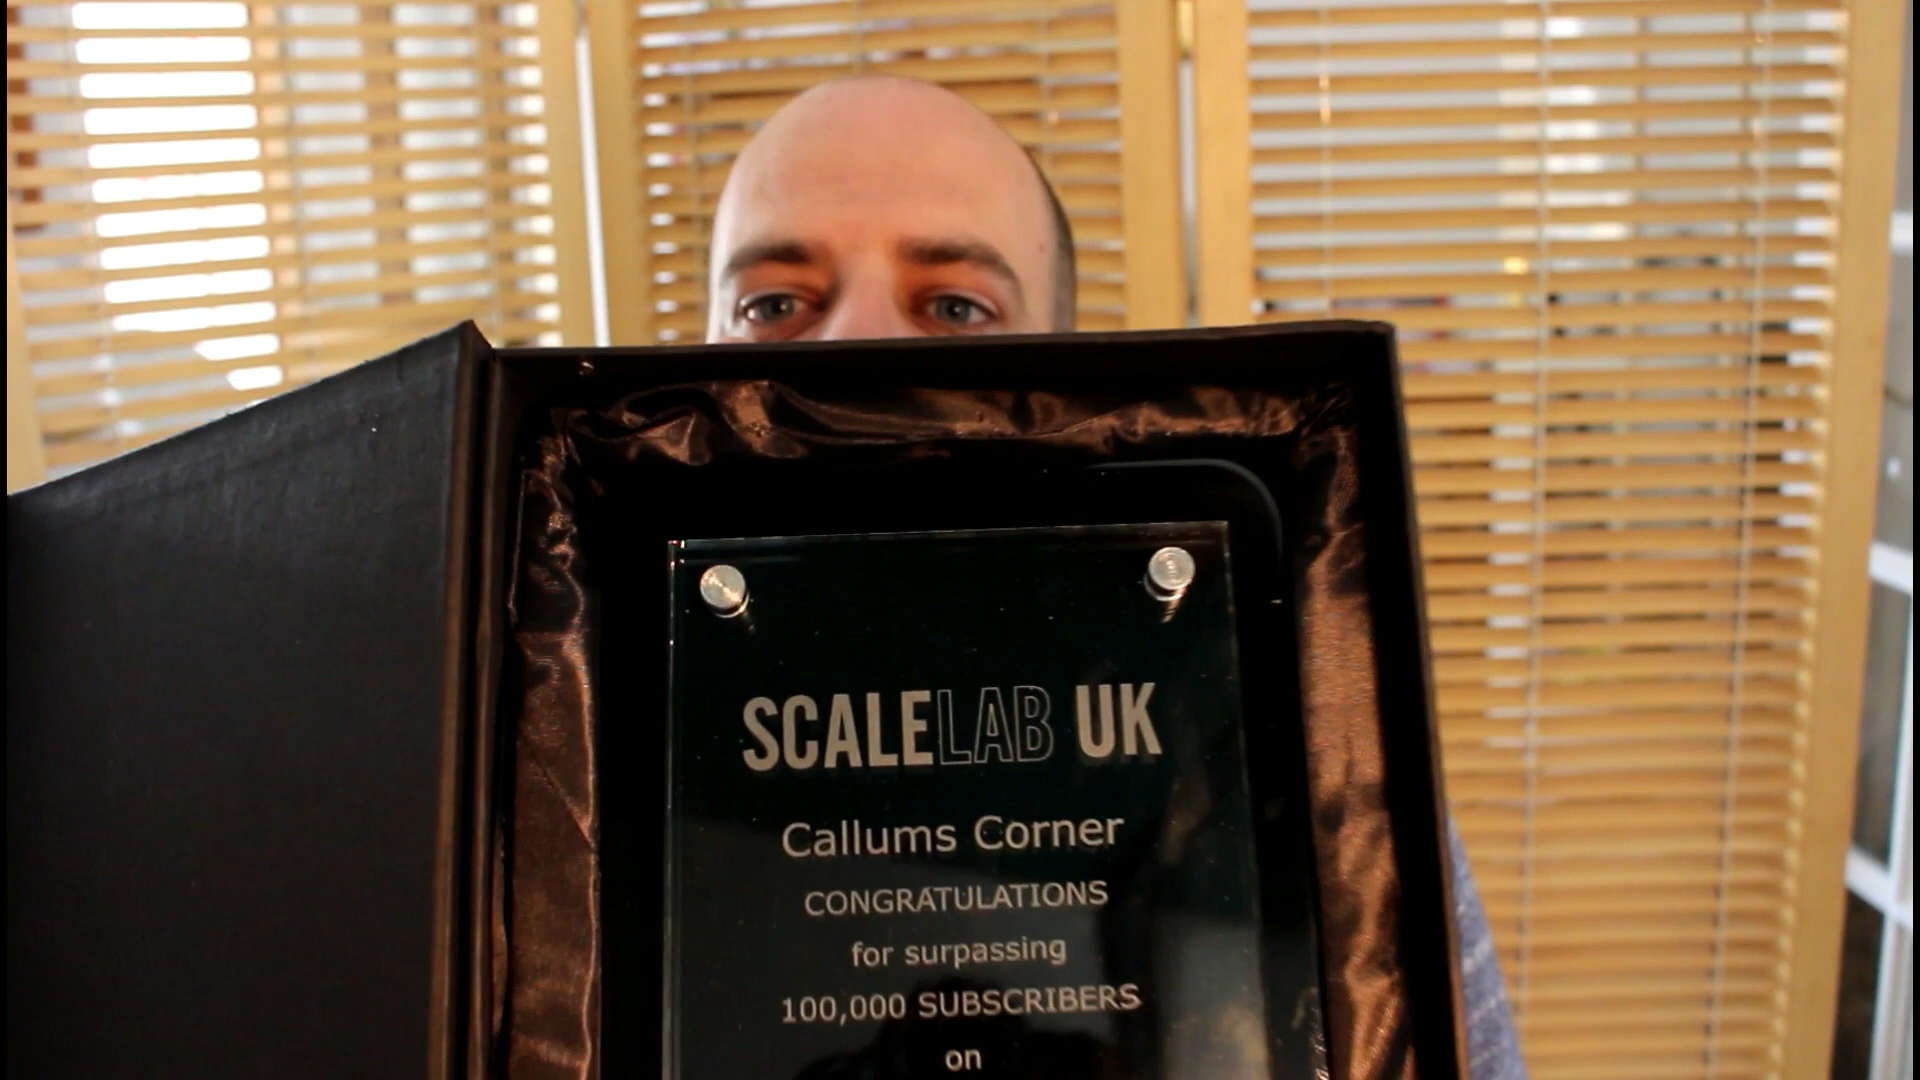 SCALELAB UK
Callums Corner
CONGRATULATIONS
for surpassing
100,000 SUBSCRIBERS
on